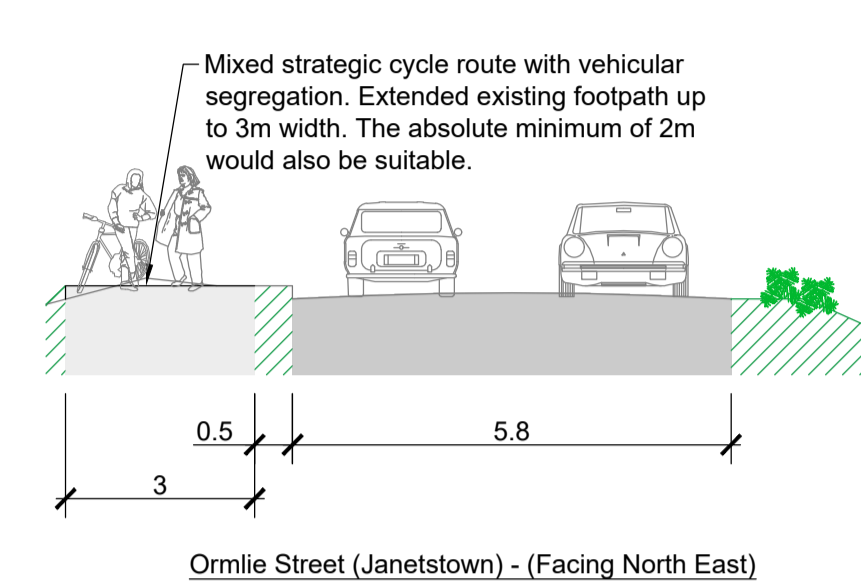 Mixed strategic cycle route with vehicular
segregation. Extended existing footpath up
to 3m width. The absolute minimum of 2m
would also be suitable.
0.5
5.8
3
Ormlie Street (Janetstown) - (Facing North East)